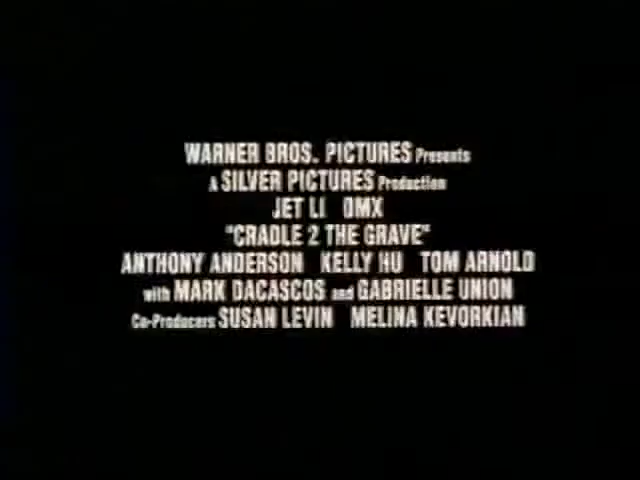 WARNER BROS. PICTURES Presents
A SILVER PICTURES Production
JET LI DMX
"CRADLE 2 THE GRAVE"
ANTHONY ANDERSON KELLY HU TOM ARNOLD
with MARK DACASCOS and GABRIELLE UNION
Co-Producers SUSAN LEVIN MELINA KEVORKIAN